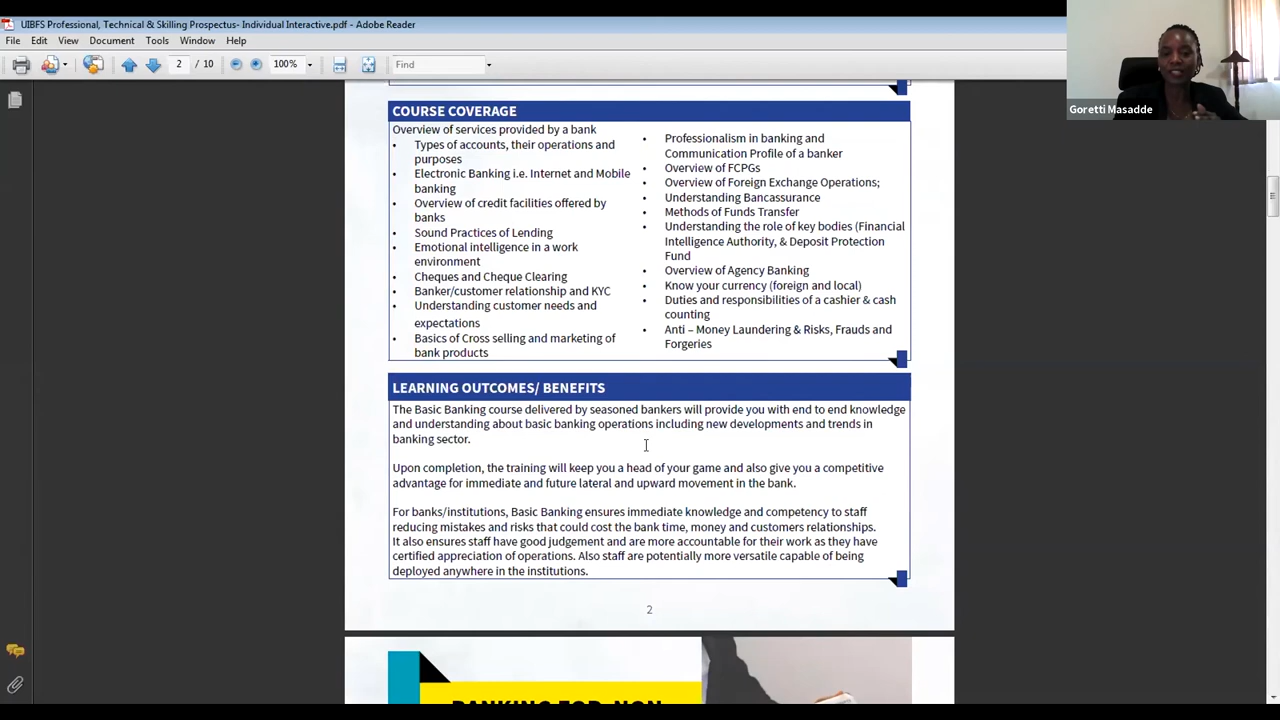 UIBFS Professional, Technical & Skilling Prospectus- Individual Interactive.pdf - Adobe Reader
File Edit View Document Tools Window Help
2 / 10 100% Find
Goretti Masadde
COURSE COVERAGE
Overview of services provided by a bank
• Types of accounts, their operations and
purposes
• Electronic Banking i.e. Internet and Mobile
banking
• Overview of credit facilities offered by
banks
• Sound Practices of Lending
• Emotional intelligence in a work
environment
• Cheques and Cheque Clearing
• Banker/customer relationship and KYC
• Understanding customer needs and
expectations
• Basics of Cross selling and marketing of
bank products
• Professionalism in banking and
Communication Profile of a banker
• Overview of FCPGs
• Overview of Foreign Exchange Operations;
• Understanding Bancassurance
• Methods of Funds Transfer
• Understanding the role of key bodies (Financial
Intelligence Authority, & Deposit Protection
Fund
• Overview of Agency Banking
• Know your currency (foreign and local)
• Duties and responsibilities of a cashier & cash
counting
• Anti – Money Laundering & Risks, Frauds and
Forgeries
LEARNING OUTCOMES/ BENEFITS
The Basic Banking course delivered by seasoned bankers will provide you with end to end knowledge
and understanding about basic banking operations including new developments and trends in
banking sector.
Upon completion, the training will keep you a head of your game and also give you a competitive
advantage for immediate and future lateral and upward movement in the bank.
For banks/institutions, Basic Banking ensures immediate knowledge and competency to staff
reducing mistakes and risks that could cost the bank time, money and customers relationships.
It also ensures staff have good judgement and are more accountable for their work as they have
certified appreciation of operations. Also staff are potentially more versatile capable of being
deployed anywhere in the institutions.
2
BANKING FOR NON